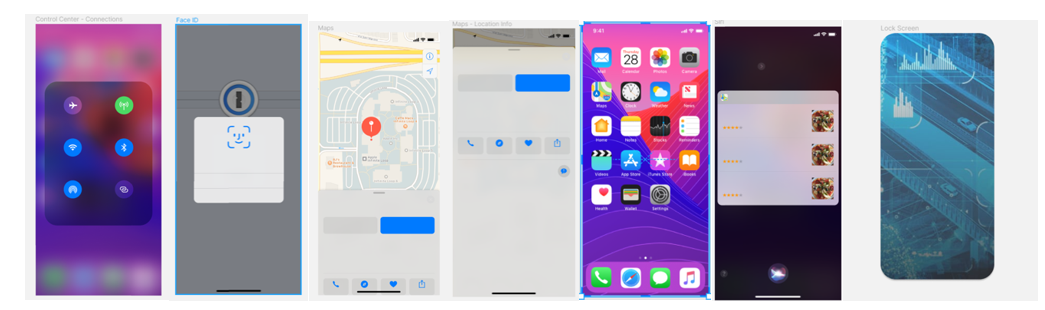 Control Center - Connections
Face ID
Maps
Maps - Location Info
Siri
Lock Screen
9:41
Thursday
28
Mail
Calendar
Photos
Camera
Maps
Clock
Weather
News
Home
Notes
Stocks
Reminders
Videos
App Store
iTunes Store
iBooks
Health
Wallet
Settings